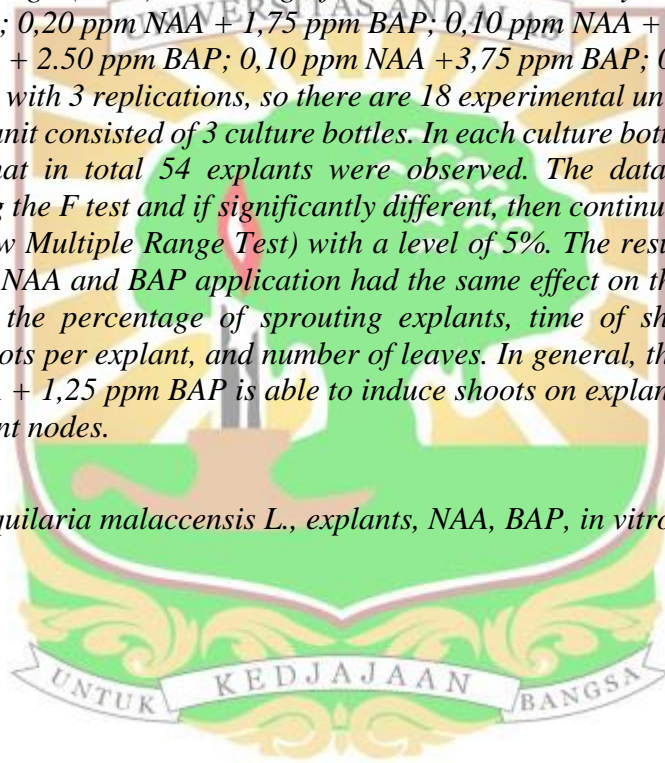 UNIVERSITAS ANDALAS
; 0,20 ppm NAA + 1,75 ppm BAP; 0,10 ppm NAA +
+ 2.50 ppm BAP; 0,10 ppm NAA +3,75 ppm BAP; 0
with 3 replications, so there are 18 experimental un
unit consisted of 3 culture bottles. In each culture bott
hat in total 54 explants were observed. The data
g the F test and if significantly different, then continu
w Multiple Range Test) with a level of 5%. The resu
NAA and BAP application had the same effect on th
the percentage of sprouting explants, time of sh
ots per explant, and number of leaves. In general, th
+ 1,25 ppm BAP is able to induce shoots on explan
nt nodes.
quilaria malaccensis L., explants, NAA, BAP, in vitro
UNTUK KEDJAJAAN BANGSA